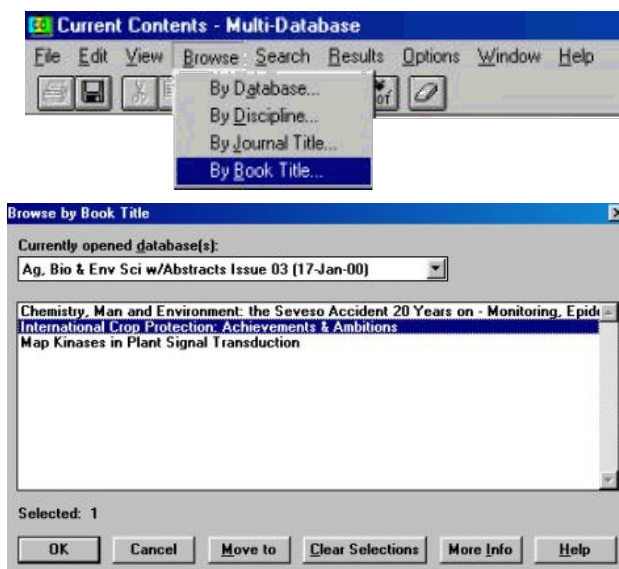 Current Contents - Multi-Database
File Edit View Browse Search Results Options Window Help
By Database...
By Discipline...
By Journal Title...
By Book Title...
Browse by Book Title
Currently opened database(s):
Ag, Bio & Env Sci w/Abstracts Issue 03 (17-Jan-00)
Chemistry, Man and Environment: the Seveso Accident 20 Years on - Monitoring, Epide
International Crop Protection: Achievements & Ambitions
Map Kinases in Plant Signal Transduction
Selected: 1
OK Cancel Move to Clear Selections More Info Help